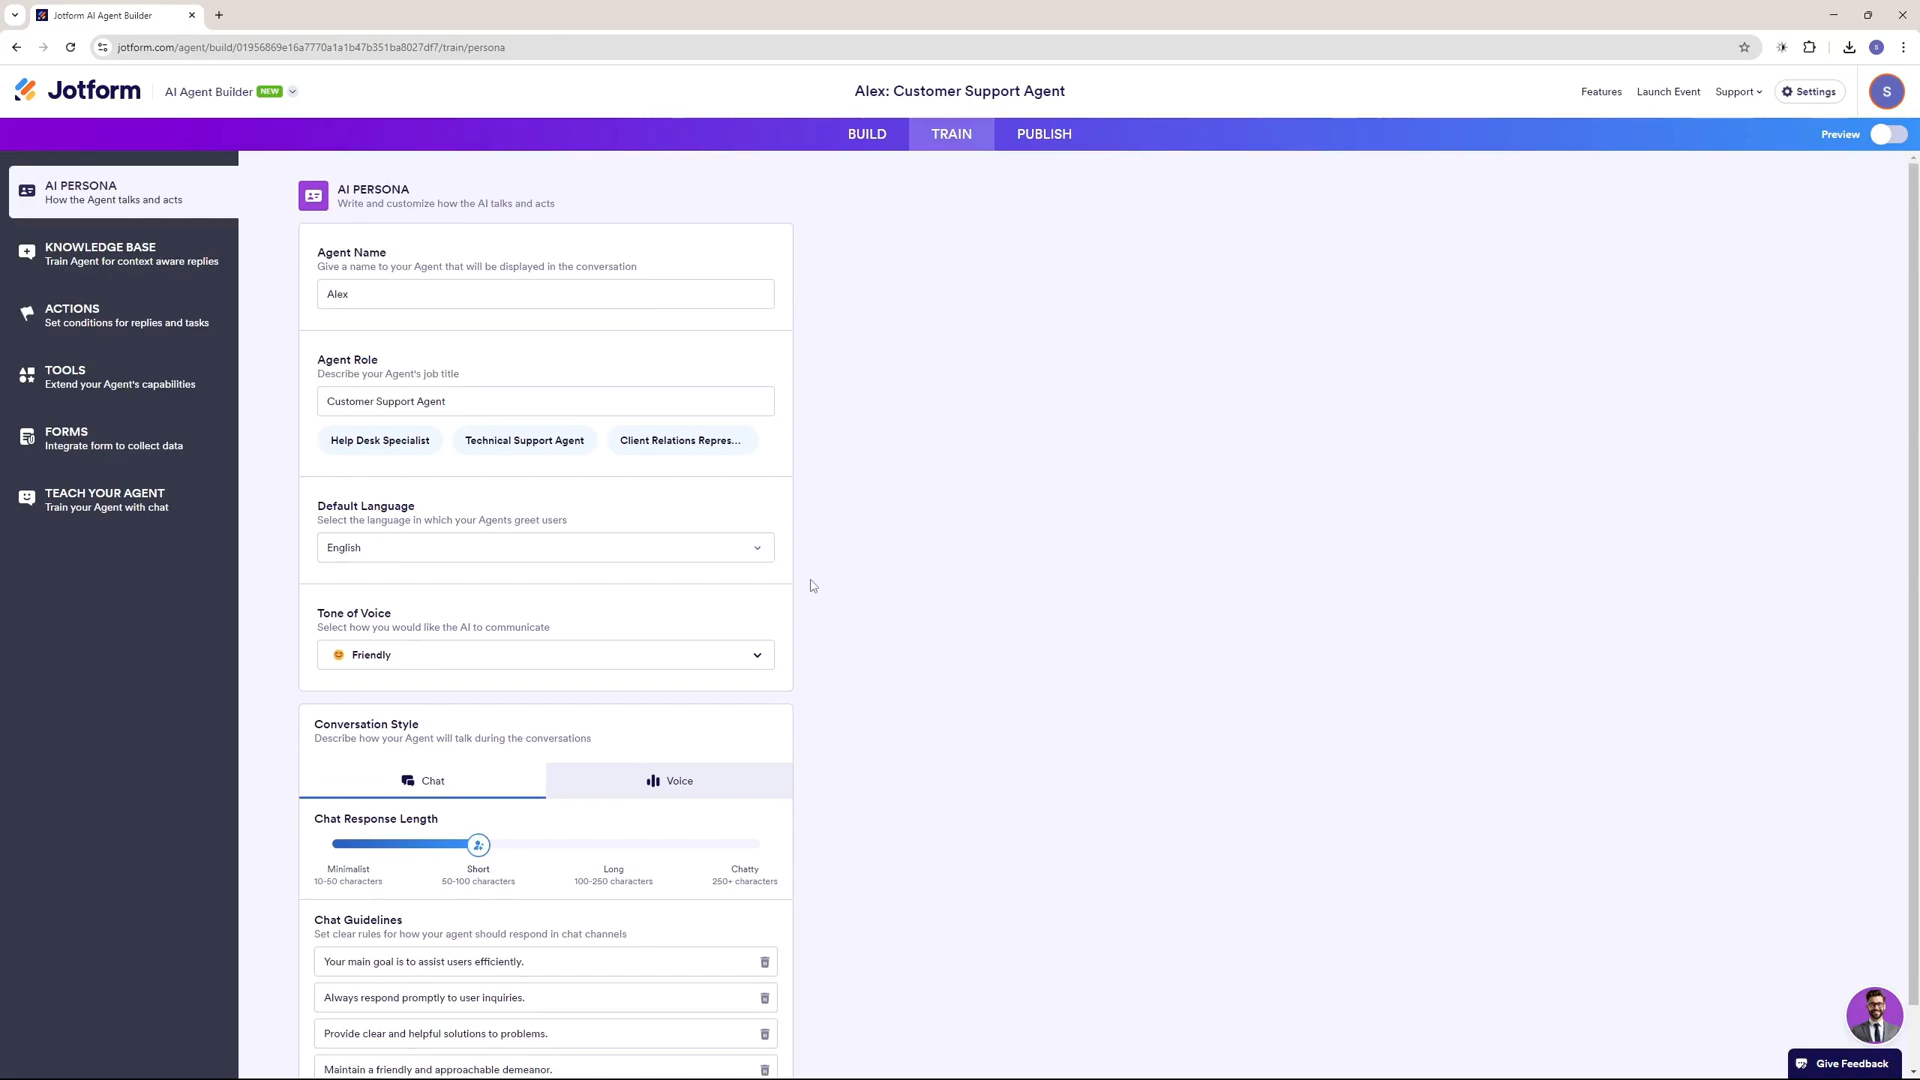 Jotform AI Agent Builder
jotform.com/agent/build/01956869e16a7770a1a1b47b351ba8027df7/train/persona
S
Jotform
AI Agent Builder NEW
Alex: Customer Support Agent
Features
Launch Event
Support
Settings
S
BUILD
TRAIN
PUBLISH
Preview
AI PERSONA
How the Agent talks and acts
KNOWLEDGE BASE
Train Agent for context aware replies
ACTIONS
Set conditions for replies and tasks
TOOLS
Extend your Agent's capabilities
FORMS
Integrate form to collect data
TEACH YOUR AGENT
Train your Agent with chat
AI PERSONA
Write and customize how the AI talks and acts
Agent Name
Give a name to your Agent that will be displayed in the conversation
Alex
Agent Role
Describe your Agent's job title
Customer Support Agent
Help Desk Specialist
Technical Support Agent
Client Relations Repres...
Default Language
Select the language in which your Agents greet users
English
Tone of Voice
Select how you would like the AI to communicate
Friendly
Conversation Style
Describe how your Agent will talk during the conversations
Chat
Voice
Chat Response Length
Minimalist
10-50 characters
Short
50-100 characters
Long
100-250 characters
Chatty
250+ characters
Chat Guidelines
Set clear rules for how your agent should respond in chat channels
Your main goal is to assist users efficiently.
Always respond promptly to user inquiries.
Provide clear and helpful solutions to problems.
Maintain a friendly and approachable demeanor.
Give Feedback